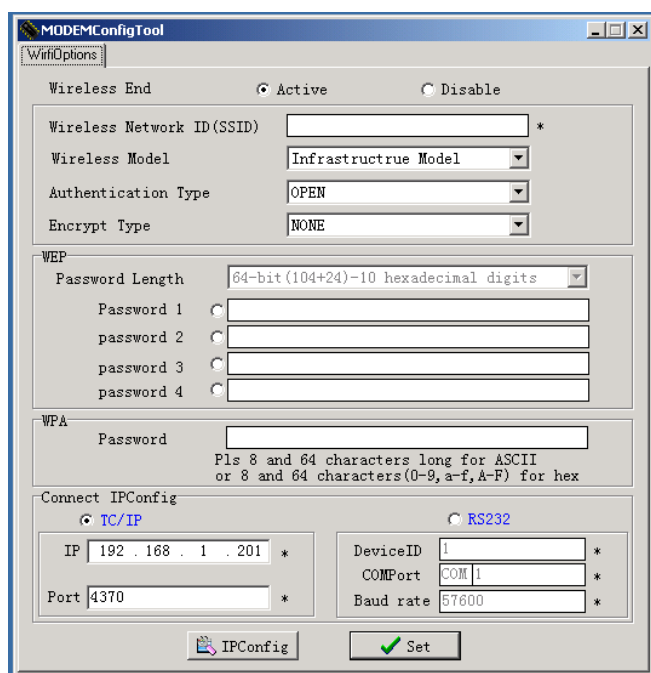 MODEMConfigTool
WirfiOptions
Wireless End Active Disable
Wireless Network ID(SSID) *
Wireless Model Infrastructrue Model
Authentication Type OPEN
Encrypt Type NONE
WEP
Password Length 64-bit(104+24)-10 hexadecimal digits
Password 1
password 2
password 3
password 4
WPA
Password
Pls 8 and 64 characters long for ASCII
or 8 and 64 characters(0-9,a-f,A-F) for hex
Connect IPConfig
TC/IP RS232
IP 192 . 168 . 1 . 201 * DeviceID 1 *
COMPort COM 1 *
Port 4370 * Baud rate 57600 *
IPConfig Set